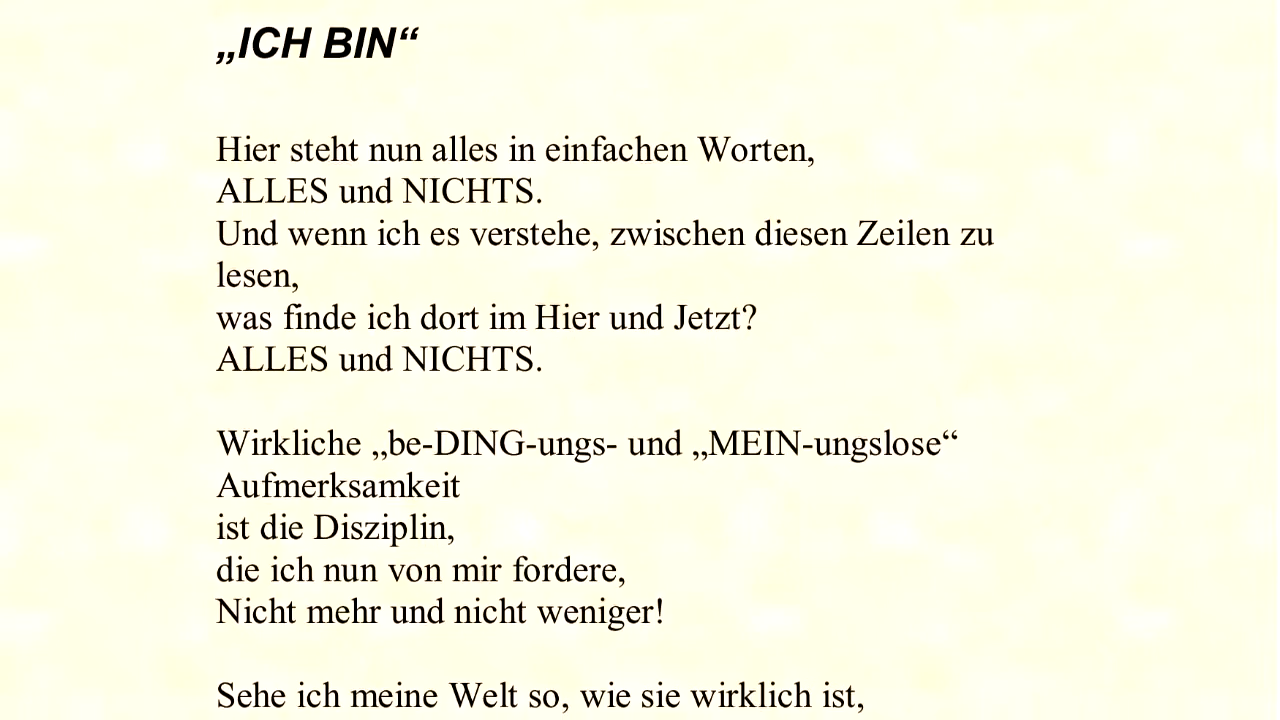 „ICH BIN“
Hier steht nun alles in einfachen Worten,
ALLES und NICHTS.
Und wenn ich es verstehe, zwischen diesen Zeilen zu
lesen,
was finde ich dort im Hier und Jetzt?
ALLES und NICHTS.
Wirkliche „be-DING-ungs- und „MEIN-ungslose“
Aufmerksamkeit
ist die Disziplin,
die ich nun von mir fordere,
Nicht mehr und nicht weniger!
Sehe ich meine Welt so, wie sie wirklich ist,